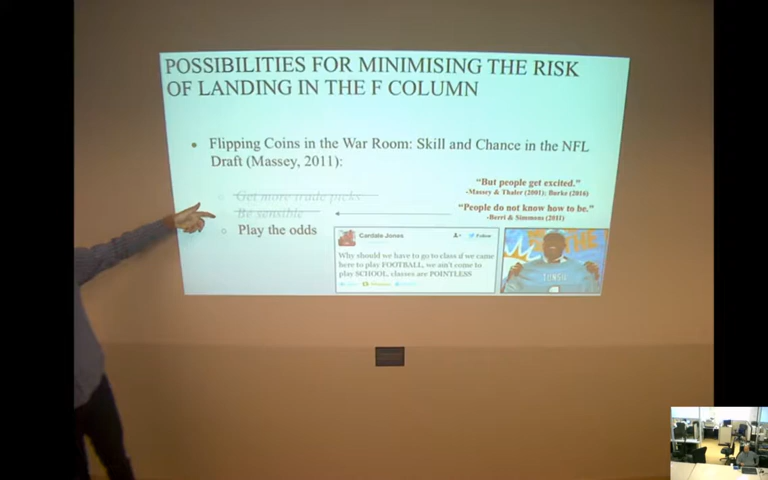 POSSIBILITIES FOR MINIMISING THE RISK
OF LANDING IN THE F COLUMN
• Flipping Coins in the War Room: Skill and Chance in the NFL
Draft (Massey, 2011):
“But people get excited.”
-Massey & Thaler (2001); Burke (2016)
Get more trade picks
“People do not know how to be.”
-Berri & Simmons (2011)
Be sensible
Play the odds
Cardale Jones
Follow
Why should we have to go to class if we came
here to play FOOTBALL, we ain't come to
play SCHOOL, classes are POINTLESS